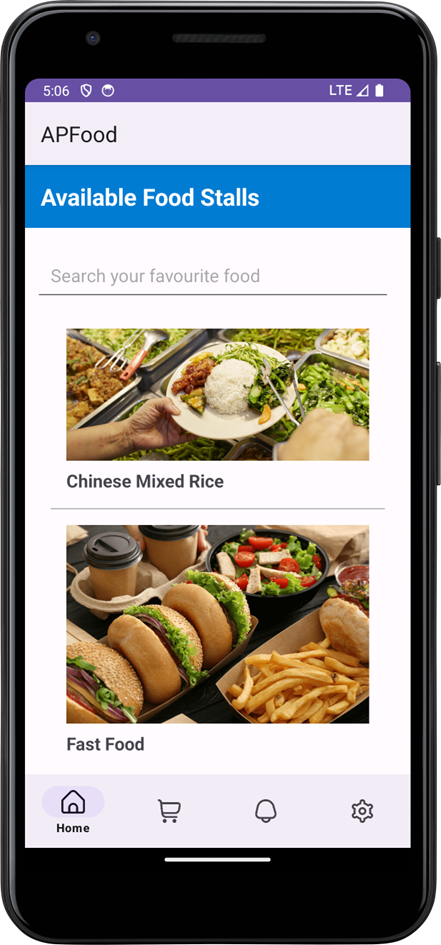 5:06 LTE
APFood
Available Food Stalls
Search your favourite food
Chinese Mixed Rice
Fast Food
Home